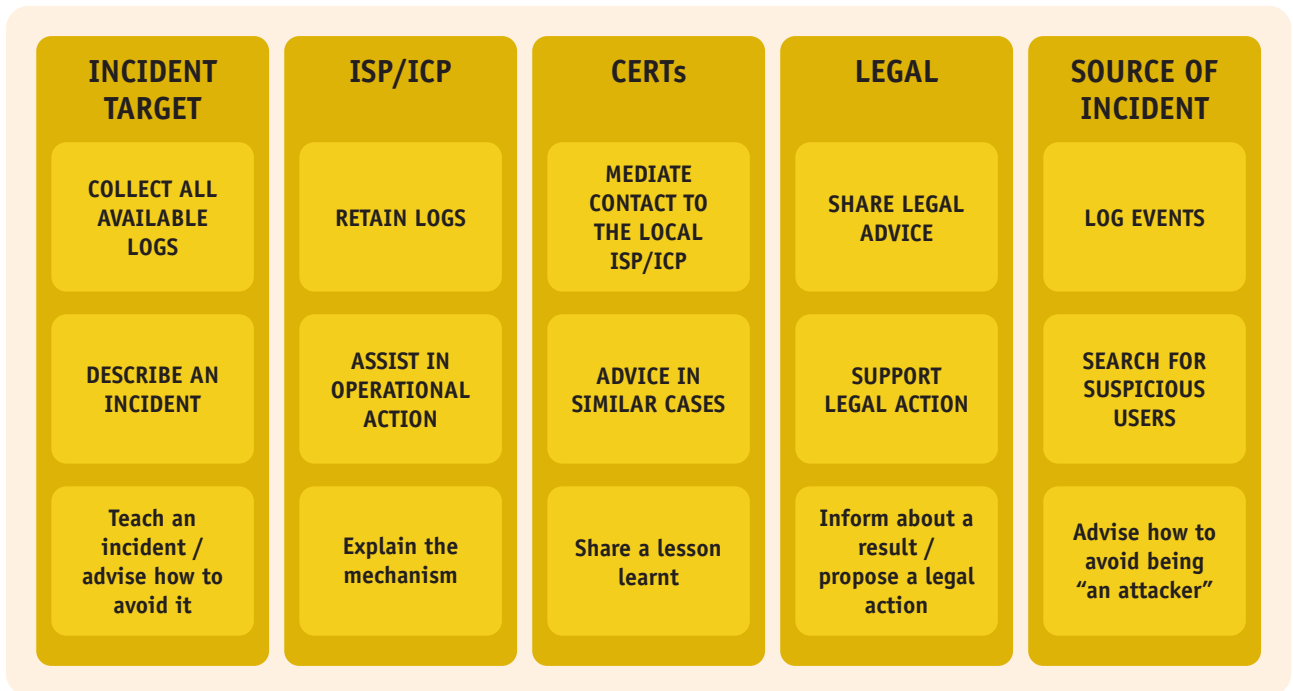 INCIDENT
TARGET
COLLECT ALL
AVAILABLE
LOGS
DESCRIBE AN
INCIDENT
Teach an
incident /
advise how to
avoid it
ISP/ICP
RETAIN LOGS
ASSIST IN
OPERATIONAL
ACTION
Explain the
mechanism
CERTs
MEDIATE
CONTACT TO
THE LOCAL
ISP/ICP
ADVICE IN
SIMILAR CASES
Share a lesson
learnt
LEGAL
SHARE LEGAL
ADVICE
SUPPORT
LEGAL ACTION
Inform about a
result /
propose a legal
action
SOURCE OF
INCIDENT
LOG EVENTS
SEARCH FOR
SUSPICIOUS
USERS
Advise how to
avoid being
“an attacker”